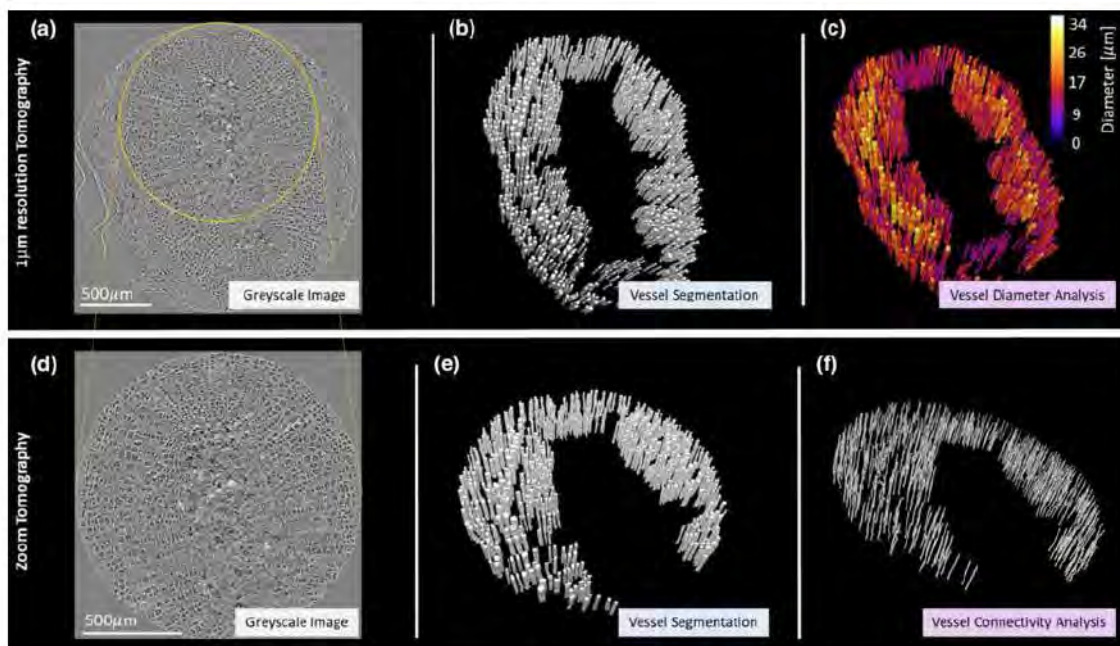 1μm resolution Tomography
(a)
500μm
Greyscale Image
(b)
Vessel Segmentation
(c)
34
26
17
9
0
Diameter [μm]
Vessel Diameter Analysis
Zoom Tomography
(d)
500μm
Greyscale Image
(e)
Vessel Segmentation
(f)
Vessel Connectivity Analysis